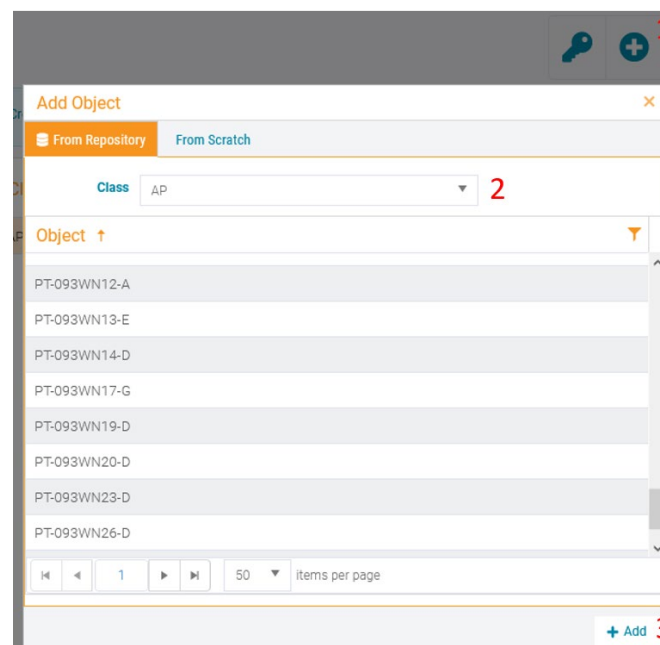 Add Object
From Repository From Scratch
Class AP 2
Object ↑
PT-093WN12-A
PT-093WN13-E
PT-093WN14-D
PT-093WN17-G
PT-093WN19-D
PT-093WN20-D
PT-093WN23-D
PT-093WN26-D
1 50 items per page
+ Add